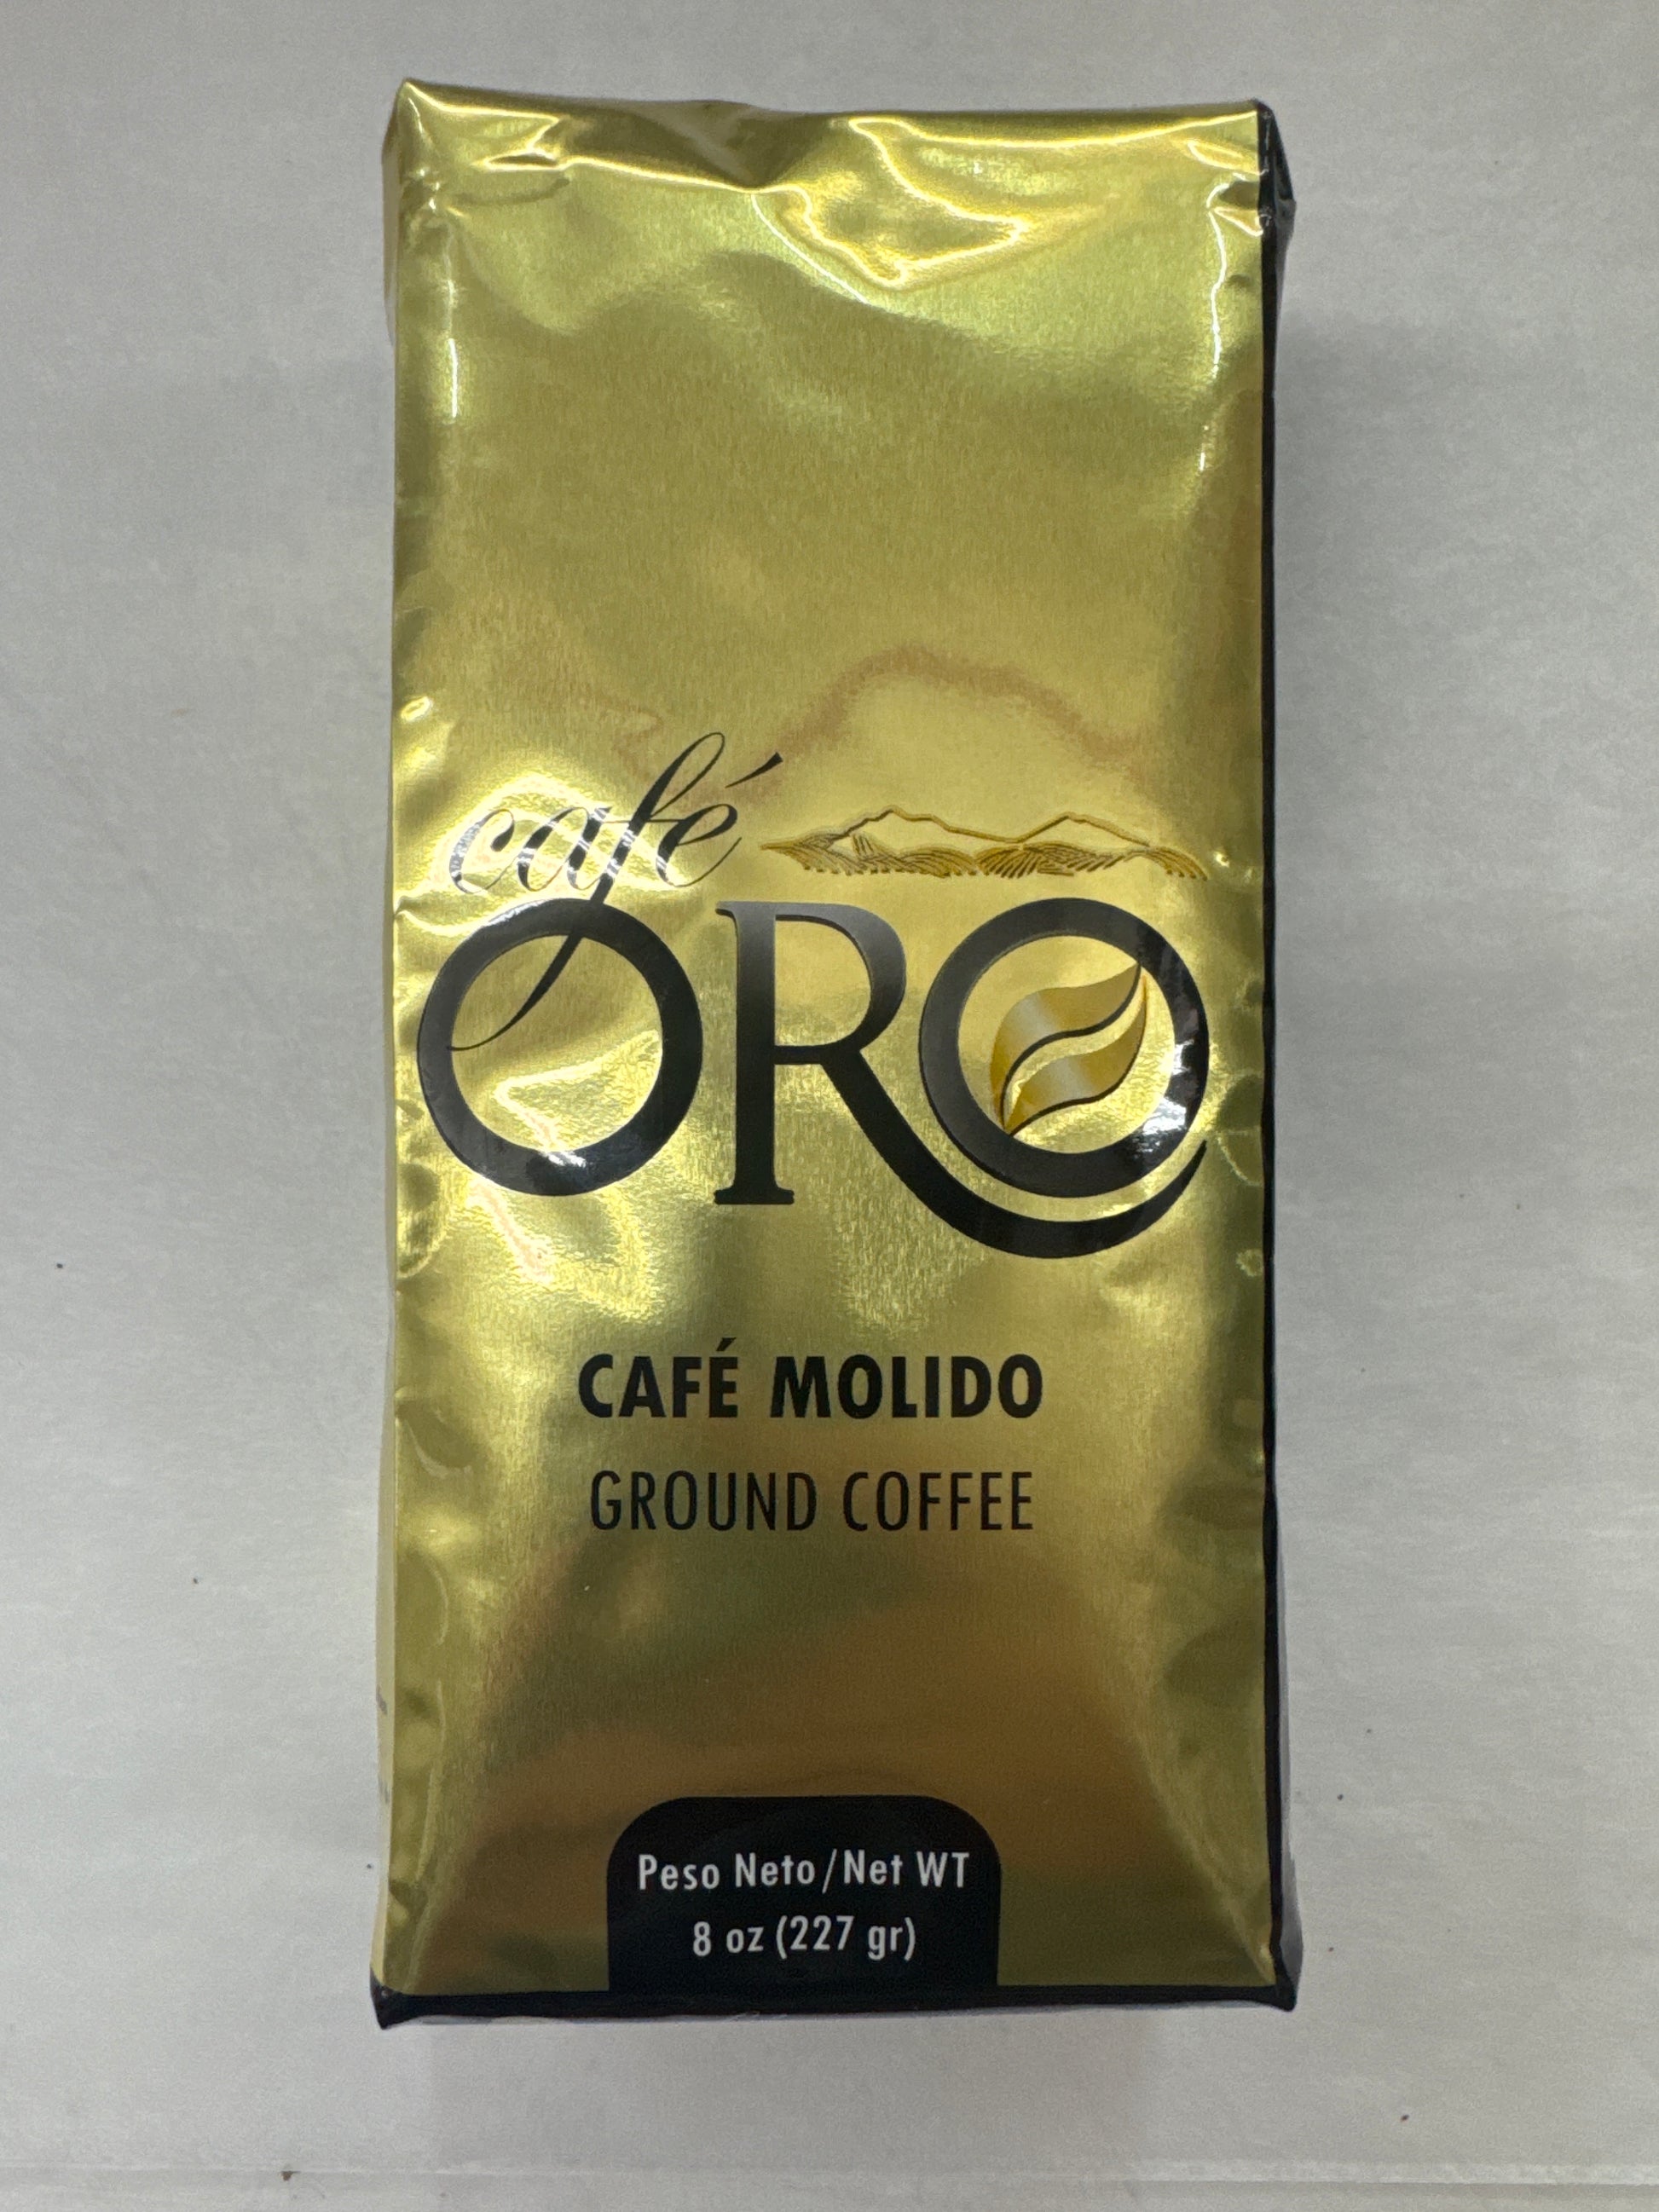 café
ORO
CAFÉ MOLIDO
GROUND COFFEE
Peso Neto/Net WT
8 oz (227 gr)